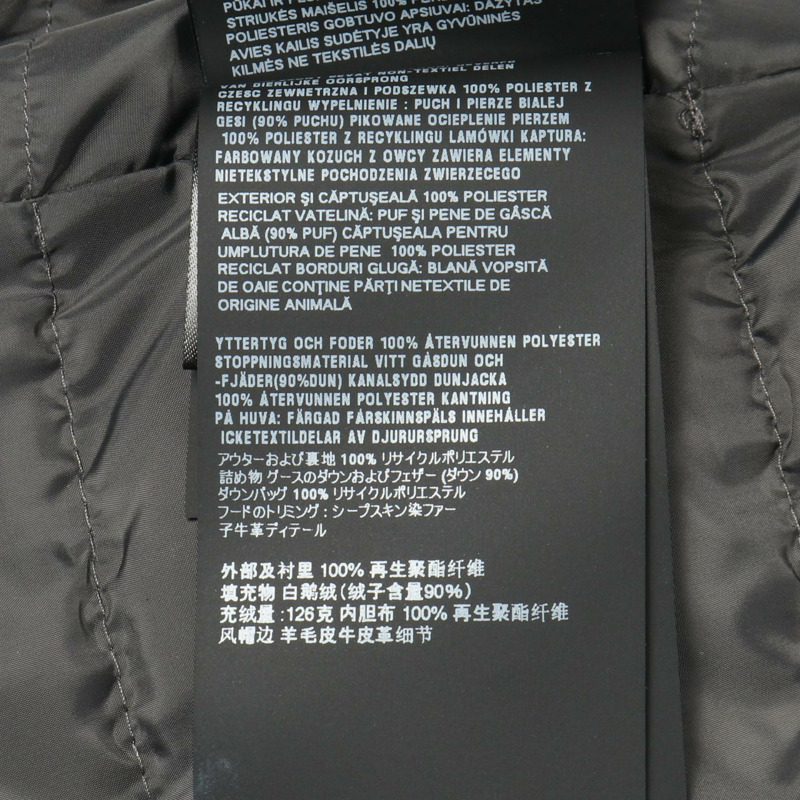 STRIUKĖS MAIŠELIS 100%
POLIESTERIS GOBTUVO APSIUVAI: DAŽYTAS
AVIES KAILIS SUDĖTYJE YRA GYVŪNINĖS
KILMĖS NE TEKSTILĖS DALIŲ
VAN DIERLIJKE OORSPRONG
CZEŚC ZEWNETRZNA I PODSZEWKA 100% POLIESTER Z
RECYKLINGU WYPEŁNIENIE : PUCH I PIERZE BIALEJ
GESI (90% PUCHU) PIKOWANE OCIEPLENIE PIERZEM
100% POLIESTER Z RECYKLINGU LAMÓWKI KAPTURA:
FARBOWANY KOZUCH Z OWCY ZAWIERA ELEMENTY
NIETEKSTYLNE POCHODZENIA ZWIERZECEGO
EXTERIOR ŞI CĂPTUŞEALĂ 100% POLIESTER
RECICLAT VATELINĂ: PUF ŞI PENE DE GÂSCĂ
ALBĂ (90% PUF) CĂPTUŞEALA PENTRU
UMPLUTURA DE PENE 100% POLIESTER
RECICLAT BORDURI GLUGĂ: BLANĂ VOPSITĂ
DE OAIE CONŢINE PĂRŢI NETEXTILE DE
ORIGINE ANIMALĂ
YTTERTYG OCH FODER 100% ÅTERVUNNEN POLYESTER
STOPPNINGSMATERIAL VITT GÅSDUN OCH
-FJÄDER(90%DUN) KANALSYDD DUNJACKA
100% ÅTERVUNNEN POLYESTER KANTNING
PÅ HUVA: FÄRGAD FÅRSKINNSPÄLS INNEHÅLLER
ICKETEXTILDELAR AV DJURURSPRUNG
アウターおよび裏地 100% リサイクルポリエステル
詰め物 グースのダウンおよびフェザー (ダウン 90%)
ダウンバッグ 100% リサイクルポリエステル
フードのトリミング : シープスキン染ファー
子牛革ディテール
外部及衬里 100% 再生聚酯纤维
填充物 白鹅绒(绒子含量90%)
充绒量 :126克 内胆布 100% 再生聚酯纤维
风帽边 羊毛皮牛皮革细节